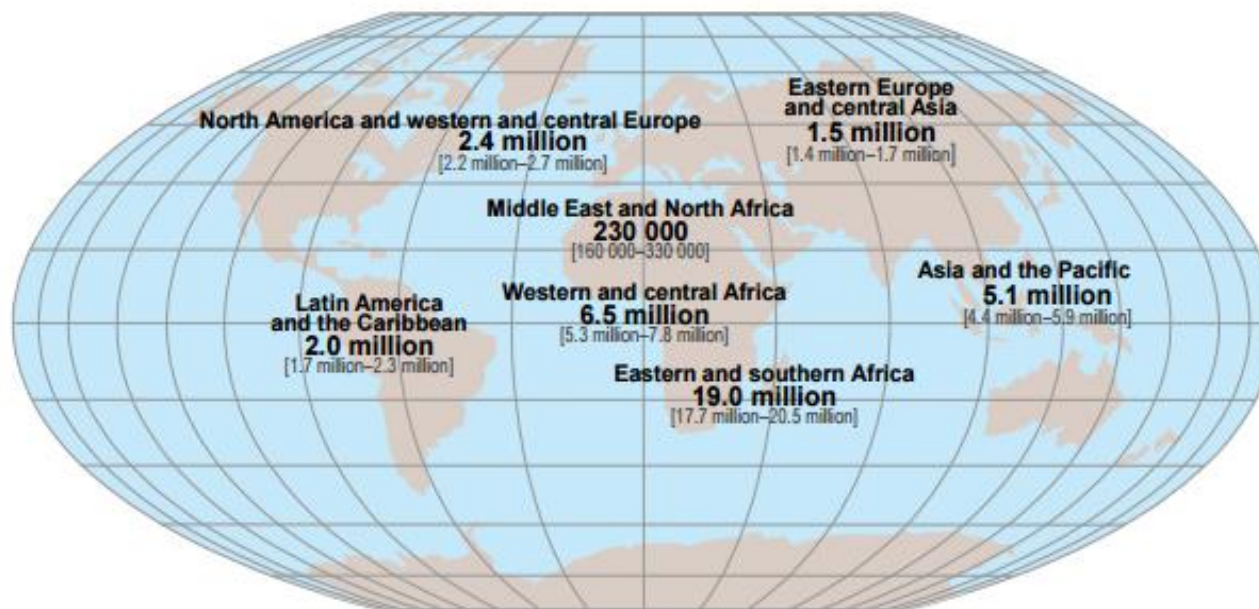 Eastern Europe
and central Asia
1.5 million
[1.4 million–1.7 million]
North America and western and central Europe
2.4 million
[2.2 million–2.7 million]
Middle East and North Africa
230 000
[160 000–330 000]
Asia and the Pacific
5.1 million
[4.4 million–5.9 million]
Western and central Africa
6.5 million
[5.3 million–7.8 million]
Latin America
and the Caribbean
2.0 million
[1.7 million–2.3 million]
Eastern and southern Africa
19.0 million
[17.7 million–20.5 million]